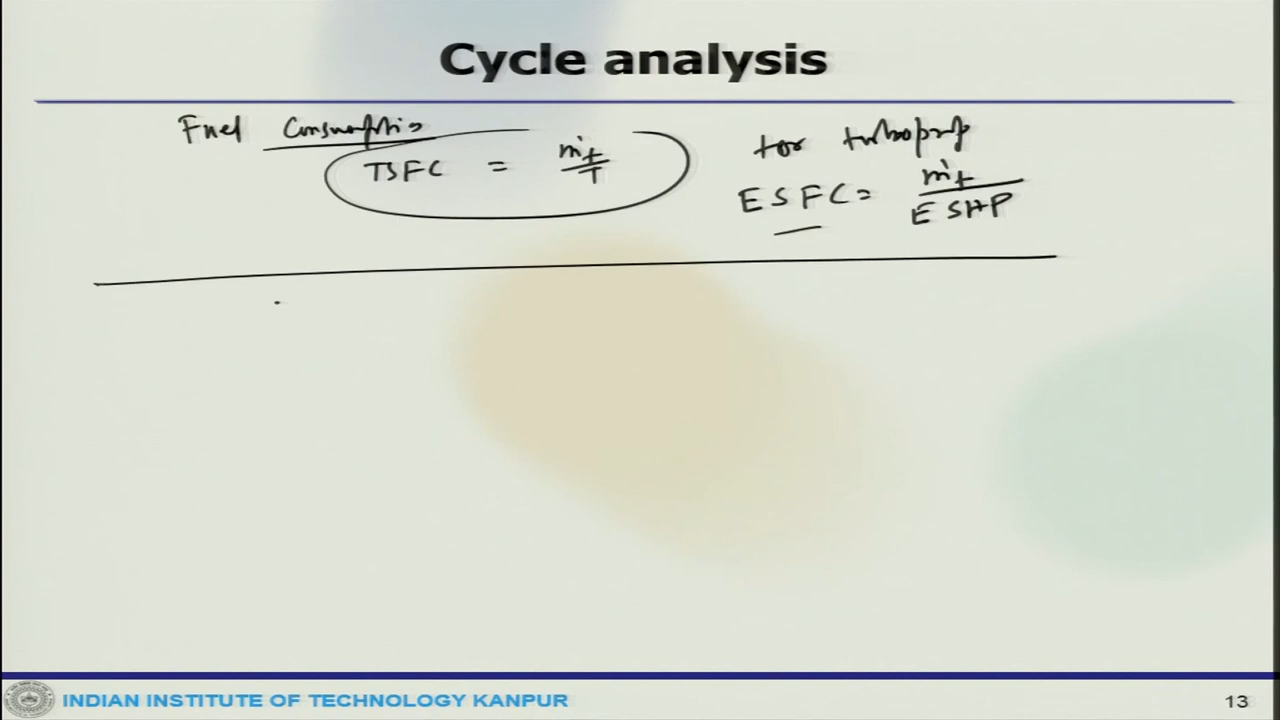 Cycle analysis
Fuel Consumption
TSFC = ṁf / T
for turboprop
ESFC = ṁf / ESHP
INDIAN INSTITUTE OF TECHNOLOGY KANPUR
13